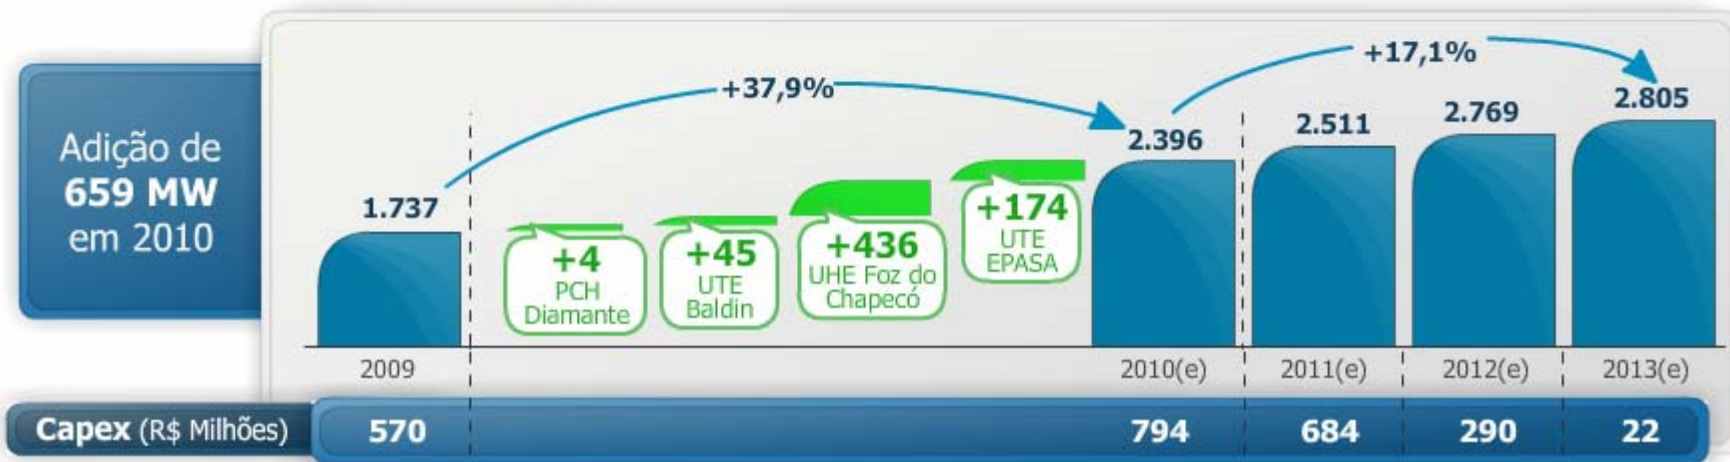 Adição de
659 MW
em 2010
+37,9%
+17,1%
1.737
2.396
2.511
2.769
2.805
+4
PCH
Diamante
+45
UTE
Baldin
+436
UHE Foz do
Chapecó
+174
UTE
EPASA
2009
2010(e)
2011(e)
2012(e)
2013(e)
Capex (R$ Milhões) 570 794 684 290 22